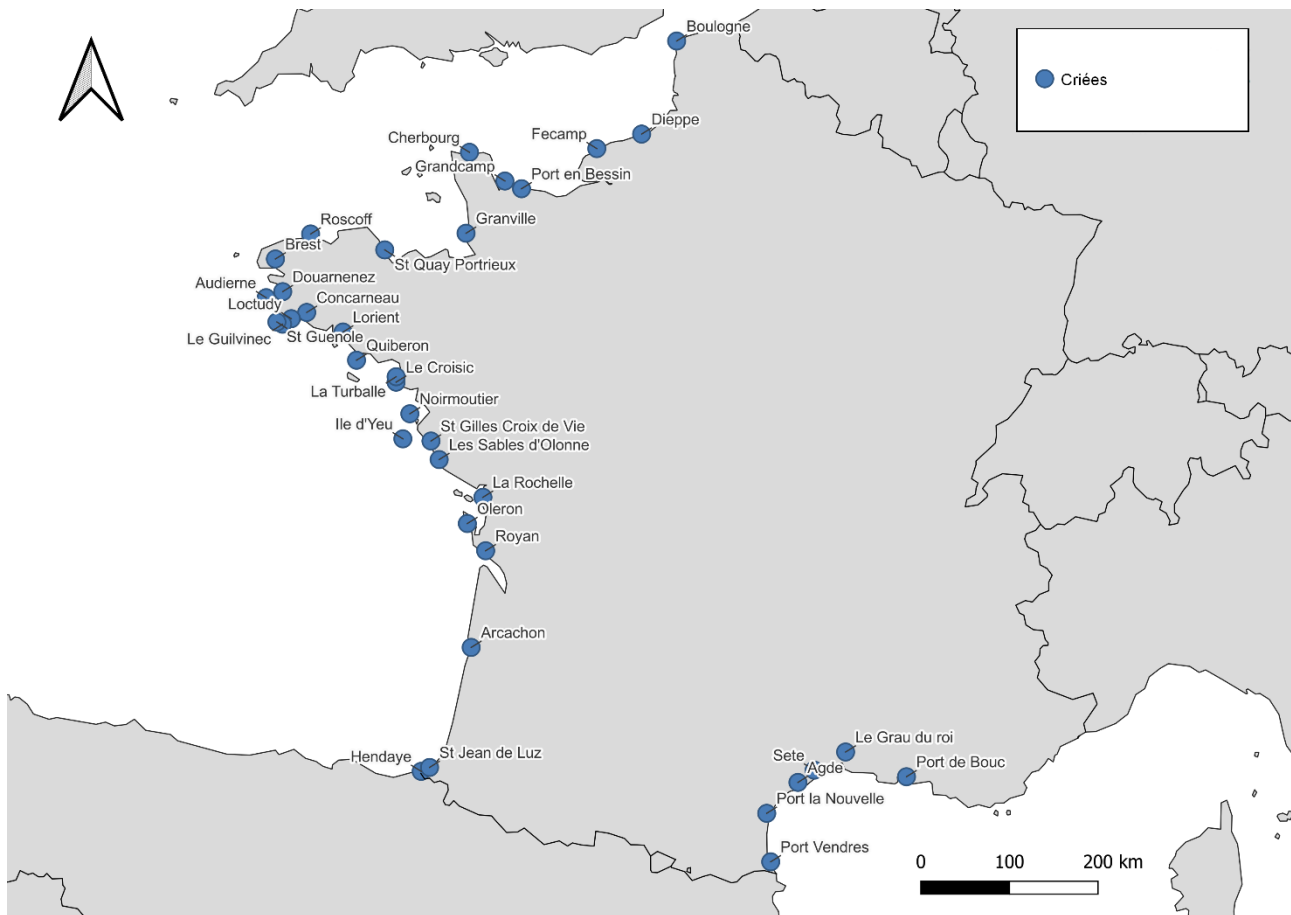 Boulogne
Criées
Dieppe
Fecamp
Cherbourg
Grandcamp
Port en Bessin
Roscoff
Granville
Brest
St Quay Portrieux
Audierne
Douarnenez
Loctudy
Concarneau
Lorient
Le Guilvinec
St Guenole
Quiberon
Le Croisic
La Turballe
Noirmoutier
Ile d'Yeu
St Gilles Croix de Vie
Les Sables d'Olonne
La Rochelle
Oleron
Royan
Arcachon
Hendaye
St Jean de Luz
Le Grau du roi
Sete
Agde
Port de Bouc
Port la Nouvelle
Port Vendres
0 100 200 km